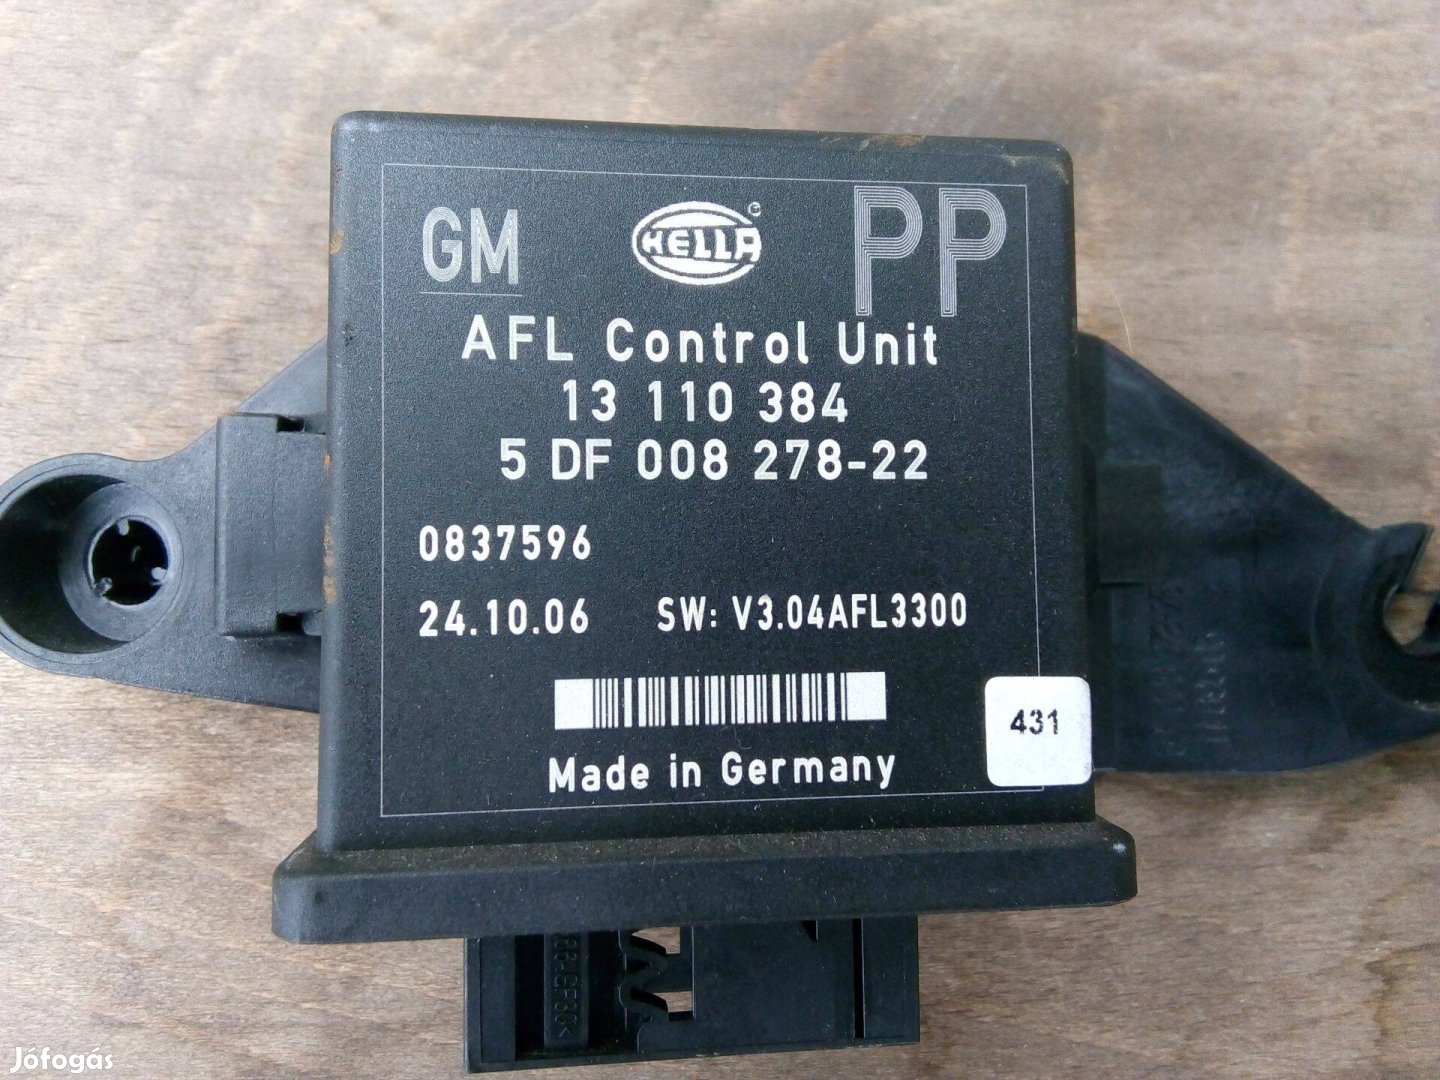 GM
HELLA
PP
AFL Control Unit
13 110 384
5 DF 008 278-22
0837596
24.10.06 SW: V3.04AFL3300
431
Made in Germany
Jófogás